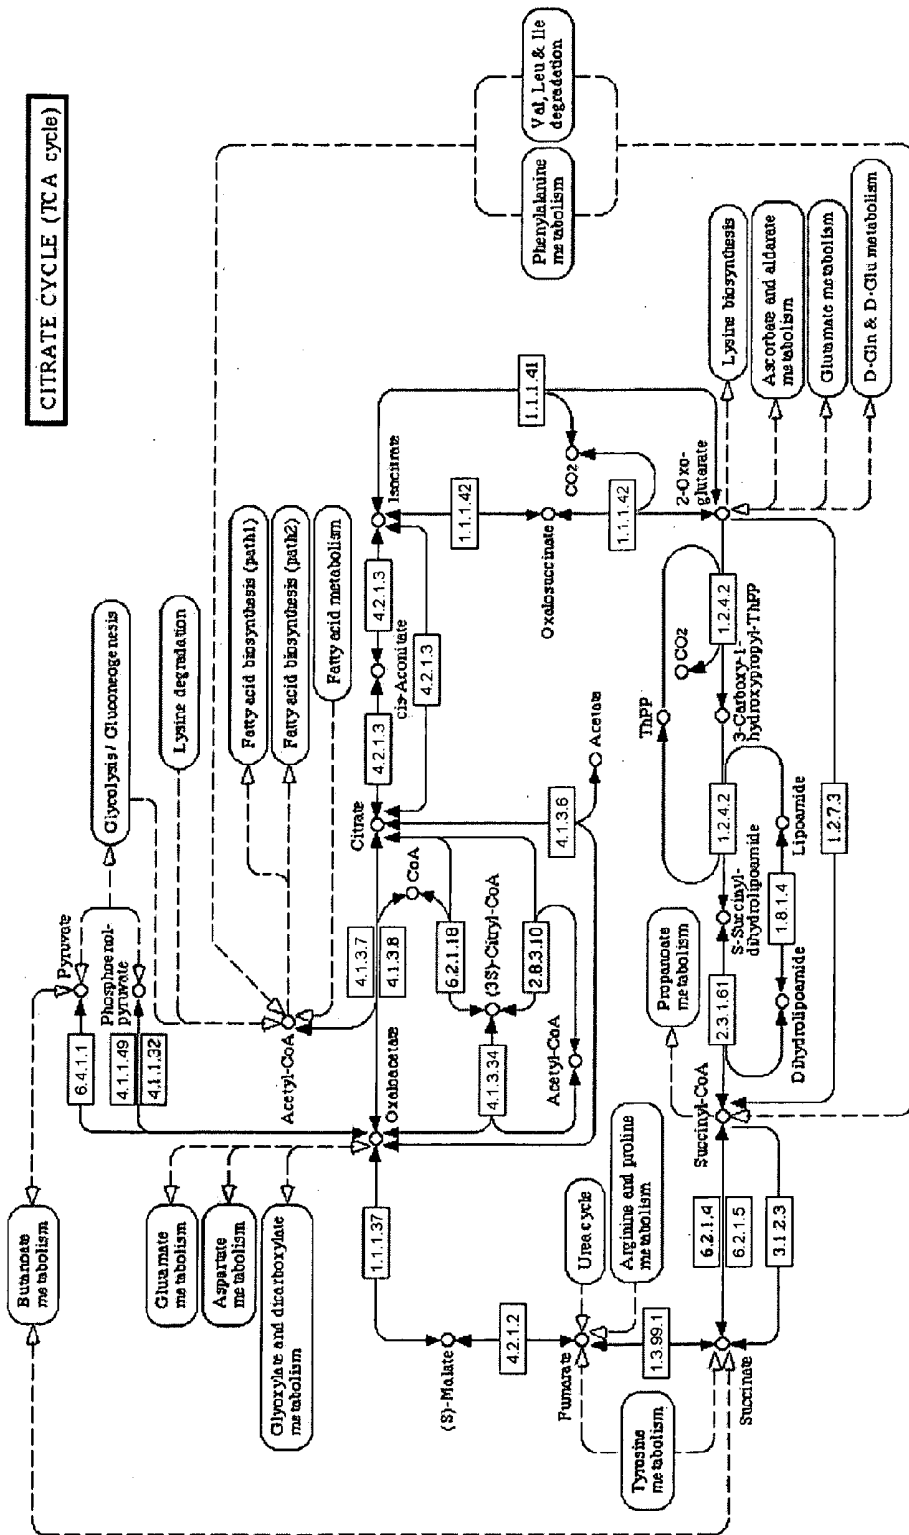 CITRATE CYCLE (TCA cycle)
Butanoate
metabolism
Pyruvate
Glycolysis / Gluconeogenesis
6.4.1.1
Phosphoenol-
pyruvate
4.1.1.49
4.1.1.32
Lysine degradation
Glutamate
metabolism
Aspartate
metabolism
Glyoxylate and dicarboxylate
metabolism
Acetyl-CoA
Fatty acid biosynthesis (path1)
Fatty acid biosynthesis (path2)
Fatty acid metabolism
Phenylalanine
metabolism
Val, Leu & Ile
degradation
Oxaloacetate
4.1.3.7
4.1.3.8
CoA
Citrate
4.2.1.3
cis-Aconitate
4.2.1.3
4.2.1.3
Isocitrate
1.1.1.37
6.2.1.18
(3S)-Citryl-CoA
4.1.3.34
2.8.3.10
Acetyl-CoA
4.1.3.6
Acetate
1.1.1.42
Oxalosuccinate
1.1.1.42
CO2
1.1.1.41
(S)-Malate
4.2.1.2
Fumarate
Urea cycle
Arginine and proline
metabolism
1.3.99.1
Tyrosine
metabolism
Succinate
6.2.1.4
6.2.1.5
3.1.2.3
Succinyl-CoA
Propanoate
metabolism
2.3.1.61
S-Succinyl-
dihydrolipoamide
Dihydrolipoamide
1.8.1.4
Lipoamide
1.2.4.2
ThPP
3-Carboxy-1-
hydroxypropyl-ThPP
CO2
1.2.4.2
1.2.7.3
2-Oxo-
glutarate
Lysine biosynthesis
Ascorbate and aldarate
metabolism
Glutamate metabolism
D-Gln & D-Glu metabolism